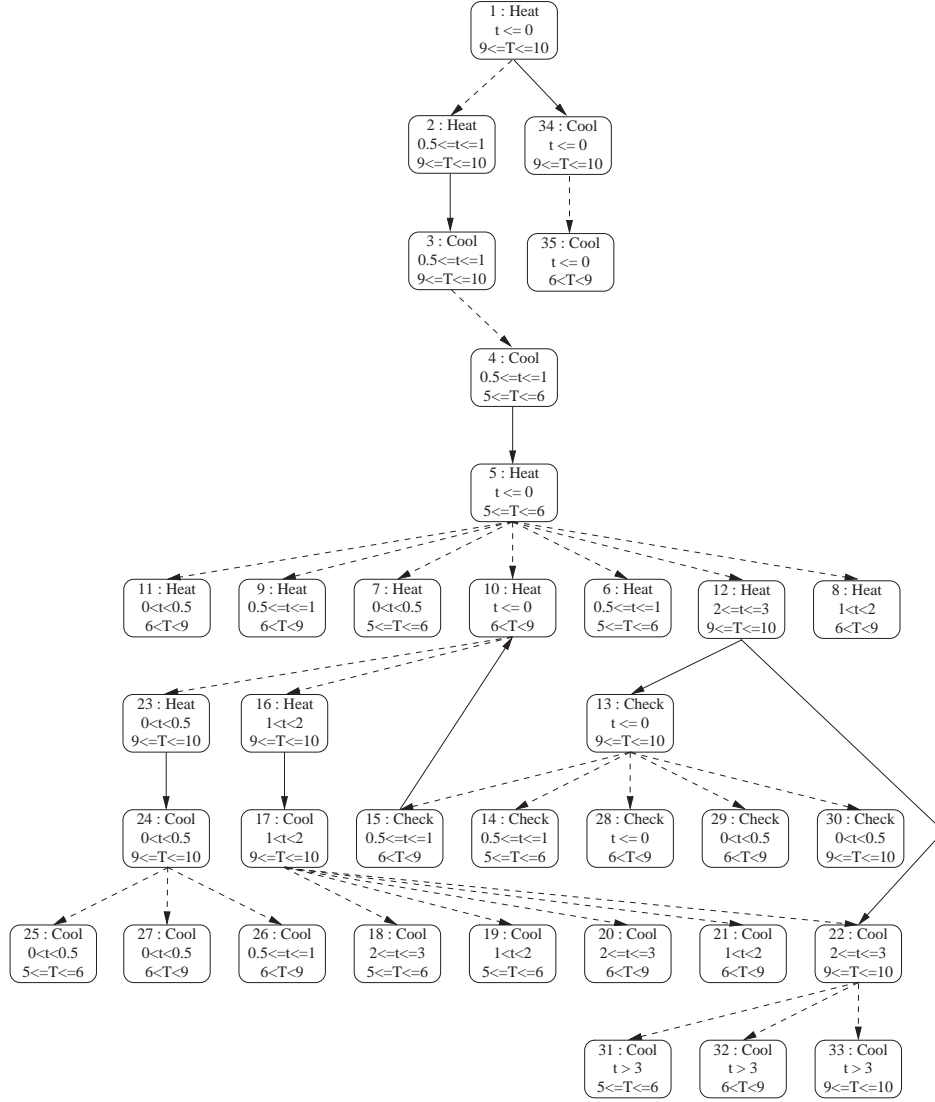 1 : Heat
t <= 0
9<=T<=10
2 : Heat
0.5<=t<=1
9<=T<=10
34 : Cool
t <= 0
9<=T<=10
3 : Cool
0.5<=t<=1
9<=T<=10
35 : Cool
t <= 0
6<T<9
4 : Cool
0.5<=t<=1
5<=T<=6
5 : Heat
t <= 0
5<=T<=6
11 : Heat
0<t<0.5
6<T<9
9 : Heat
0.5<=t<=1
6<T<9
7 : Heat
0<t<0.5
5<=T<=6
10 : Heat
t <= 0
6<T<9
6 : Heat
0.5<=t<=1
5<=T<=6
12 : Heat
2<=t<=3
9<=T<=10
8 : Heat
1<t<2
6<T<9
23 : Heat
0<t<0.5
9<=T<=10
16 : Heat
1<t<2
9<=T<=10
13 : Check
t <= 0
9<=T<=10
24 : Cool
0<t<0.5
9<=T<=10
17 : Cool
1<t<2
9<=T<=10
15 : Check
0.5<=t<=1
6<T<9
14 : Check
0.5<=t<=1
5<=T<=6
28 : Check
t <= 0
6<T<9
29 : Check
0<t<0.5
6<T<9
30 : Check
0<t<0.5
9<=T<=10
25 : Cool
0<t<0.5
5<=T<=6
27 : Cool
0<t<0.5
6<T<9
26 : Cool
0.5<=t<=1
6<T<9
18 : Cool
2<=t<=3
5<=T<=6
19 : Cool
1<t<2
5<=T<=6
20 : Cool
2<=t<=3
6<T<9
21 : Cool
1<t<2
6<T<9
22 : Cool
2<=t<=3
9<=T<=10
31 : Cool
t > 3
5<=T<=6
32 : Cool
t > 3
6<T<9
33 : Cool
t > 3
9<=T<=10